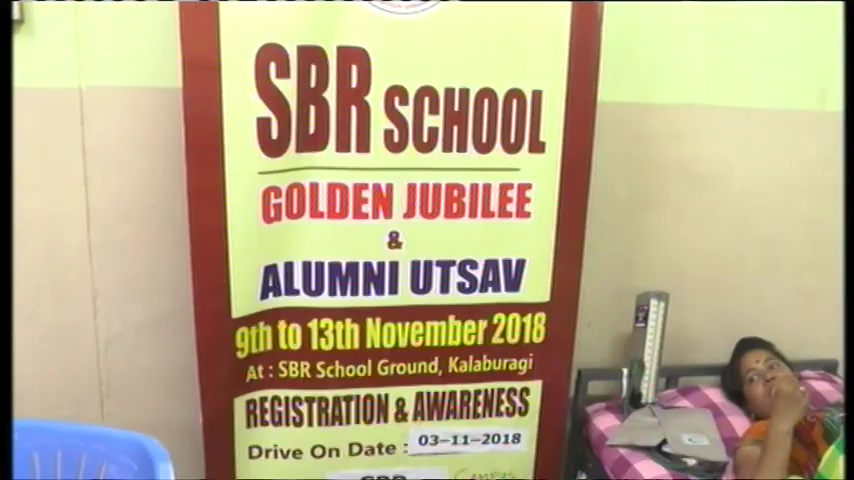 SBR SCHOOL
GOLDEN JUBILEE
&
ALUMNI UTSAV
9th to 13th November 2018
At : SBR School Ground, Kalaburagi
REGISTRATION & AWARENESS
Drive On Date : 03-11-2018